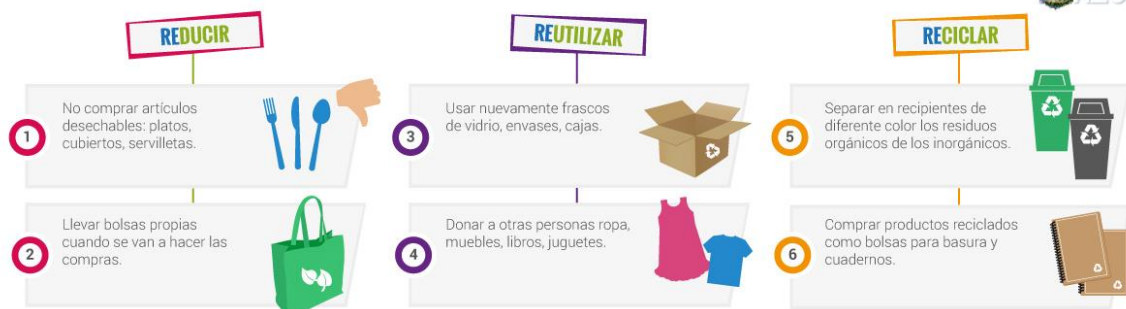 REDUCIR
1
No comprar artículos
desechables: platos,
cubiertos, servilletas.
2
Llevar bolsas propias
cuando se van a hacer las
compras.
REUTILIZAR
3
Usar nuevamente frascos
de vidrio, envases, cajas.
4
Donar a otras personas ropa,
muebles, libros, juguetes.
RECICLAR
5
Separar en recipientes de
diferente color los residuos
orgánicos de los inorgánicos.
6
Comprar productos reciclados
como bolsas para basura y
cuadernos.